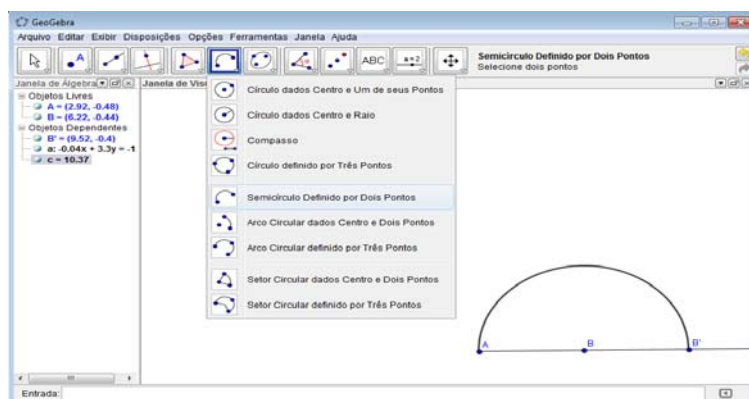 GeoGebra
Arquivo Editar Exibir Disposições Opções Ferramentas Janela Ajuda
A
ABC
a=2
Semicírculo Definido por Dois Pontos
Selecione dois pontos
Janela de Álgebra
Janela de Vis
Objetos Livres
A = (2.92, -0.48)
B = (6.22, -0.44)
Objetos Dependentes
B' = (9.52, -0.4)
a: -0.04x + 3.3y = -1
c = 10.37
Círculo dados Centro e Um de seus Pontos
Círculo dados Centro e Raio
Compasso
Círculo definido por Três Pontos
Semicírculo Definido por Dois Pontos
Arco Circular dados Centro e Dois Pontos
Arco Circular definido por Três Pontos
Setor Circular dados Centro e Dois Pontos
Setor Circular definido por Três Pontos
A B B'
Entrada: